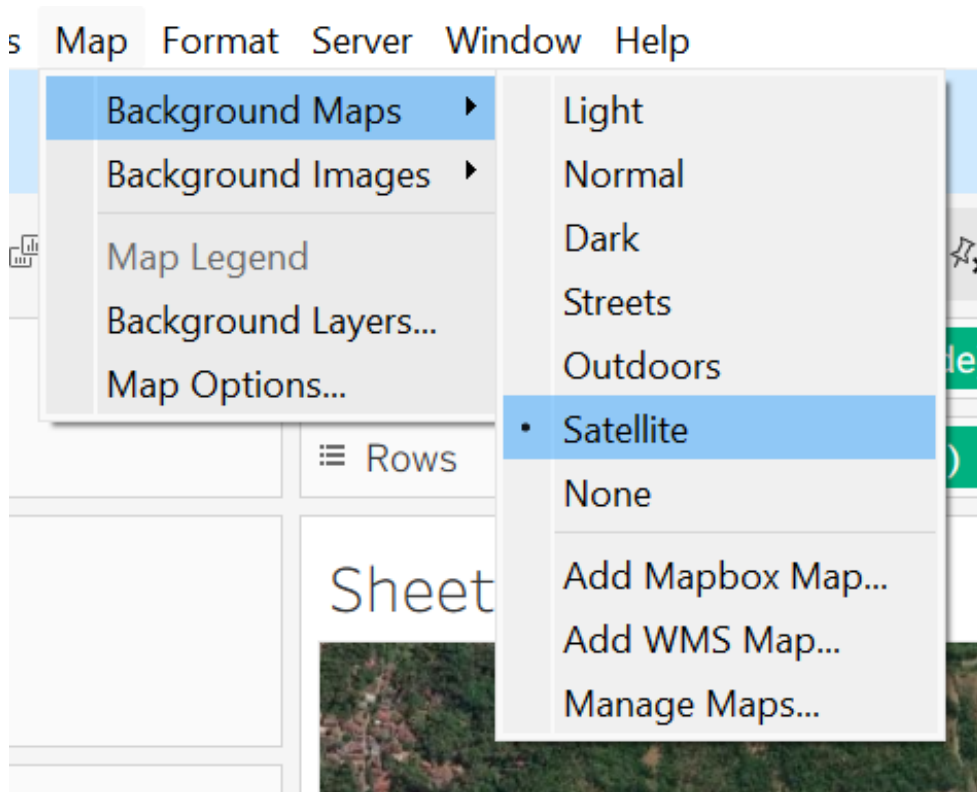 Map Format Server Window Help
Background Maps
Background Images
Map Legend
Background Layers...
Map Options...
Light
Normal
Dark
Streets
Outdoors
Satellite
None
Add Mapbox Map...
Add WMS Map...
Manage Maps...
Rows
Sheet